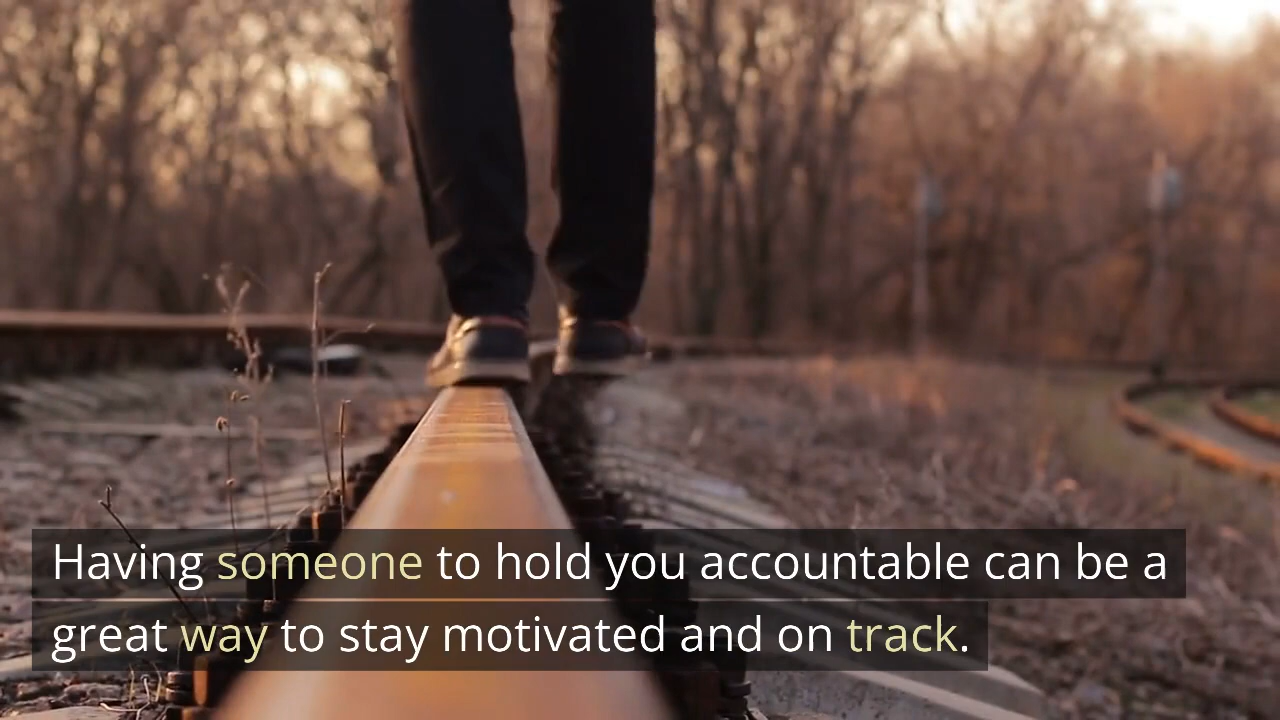 Having someone to hold you accountable can be a
great way to stay motivated and on track.